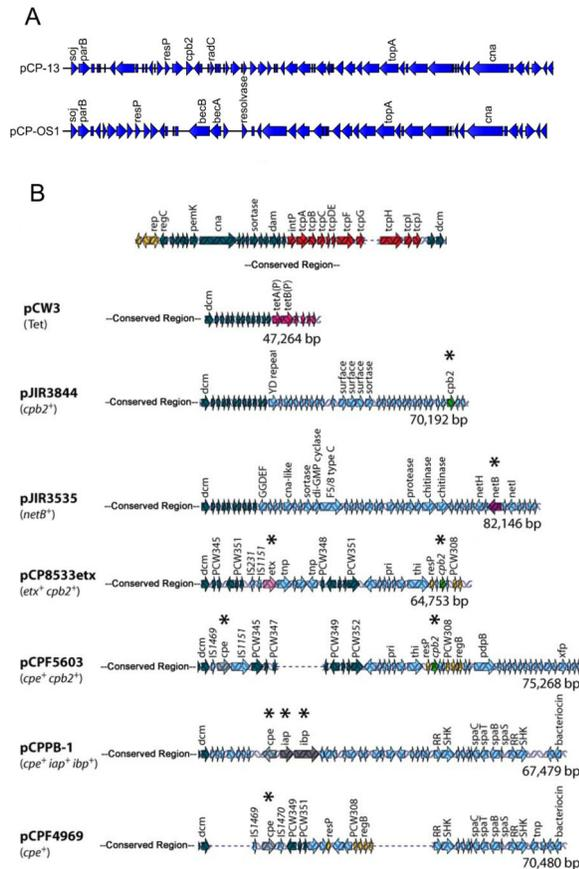 A
soj parB resP cpb2 radC topA cna
pCP-13
soj parB resP becB becA resolvase topA cna
pCP-OS1
B
rep regC pemK cna sortase dam intP tcpA tcpB tcpC tcpDE tcpF tcpG tcpH tcpI tcpJ dcm
--Conserved Region--
pCW3
(Tet)
--Conserved Region-- dcm tetA(P) tetB(P)
47,264 bp
pJIR3844
(cpb2+)
--Conserved Region-- dcm YD repeal surface surface surface sortase cpb2 *
70,192 bp
pJIR3535
(netB+)
--Conserved Region-- dcm GGDEF cna-like sortase di-GMP cyclase F5/8 type C protease chitinase chitinase netH netB * netI
82,146 bp
pCP8533etx
(etx+ cpb2+)
--Conserved Region-- dcm PCW345 PCW351 IS231 IS1151 etx * tnp tnp PCW348 PCW351 pri thi resP cpb2 * PCW308
64,753 bp
pCPF5603
(cpe+ cpb2+)
--Conserved Region-- dcm IS1469 cpe * IS1151 PCW345 PCW347 PCW349 PCW352 pri thi resP cpb2 * PCW308 regB pdpB xfp
75,268 bp
pCPPB-1
(cpe+ iap+ ibp+)
--Conserved Region-- dcm cpe * iap * ibp * RR SHK spaC spaT spaB spaS RR SHK bacteriocin
67,479 bp
pCPF4969
(cpe+)
--Conserved Region-- dcm IS1469 cpe * IS1470 PCW349 PCW351 resP PCW308 regB RR SHK spaC spaT spaB spaS RR SHK tnp bacteriocin
70,480 bp